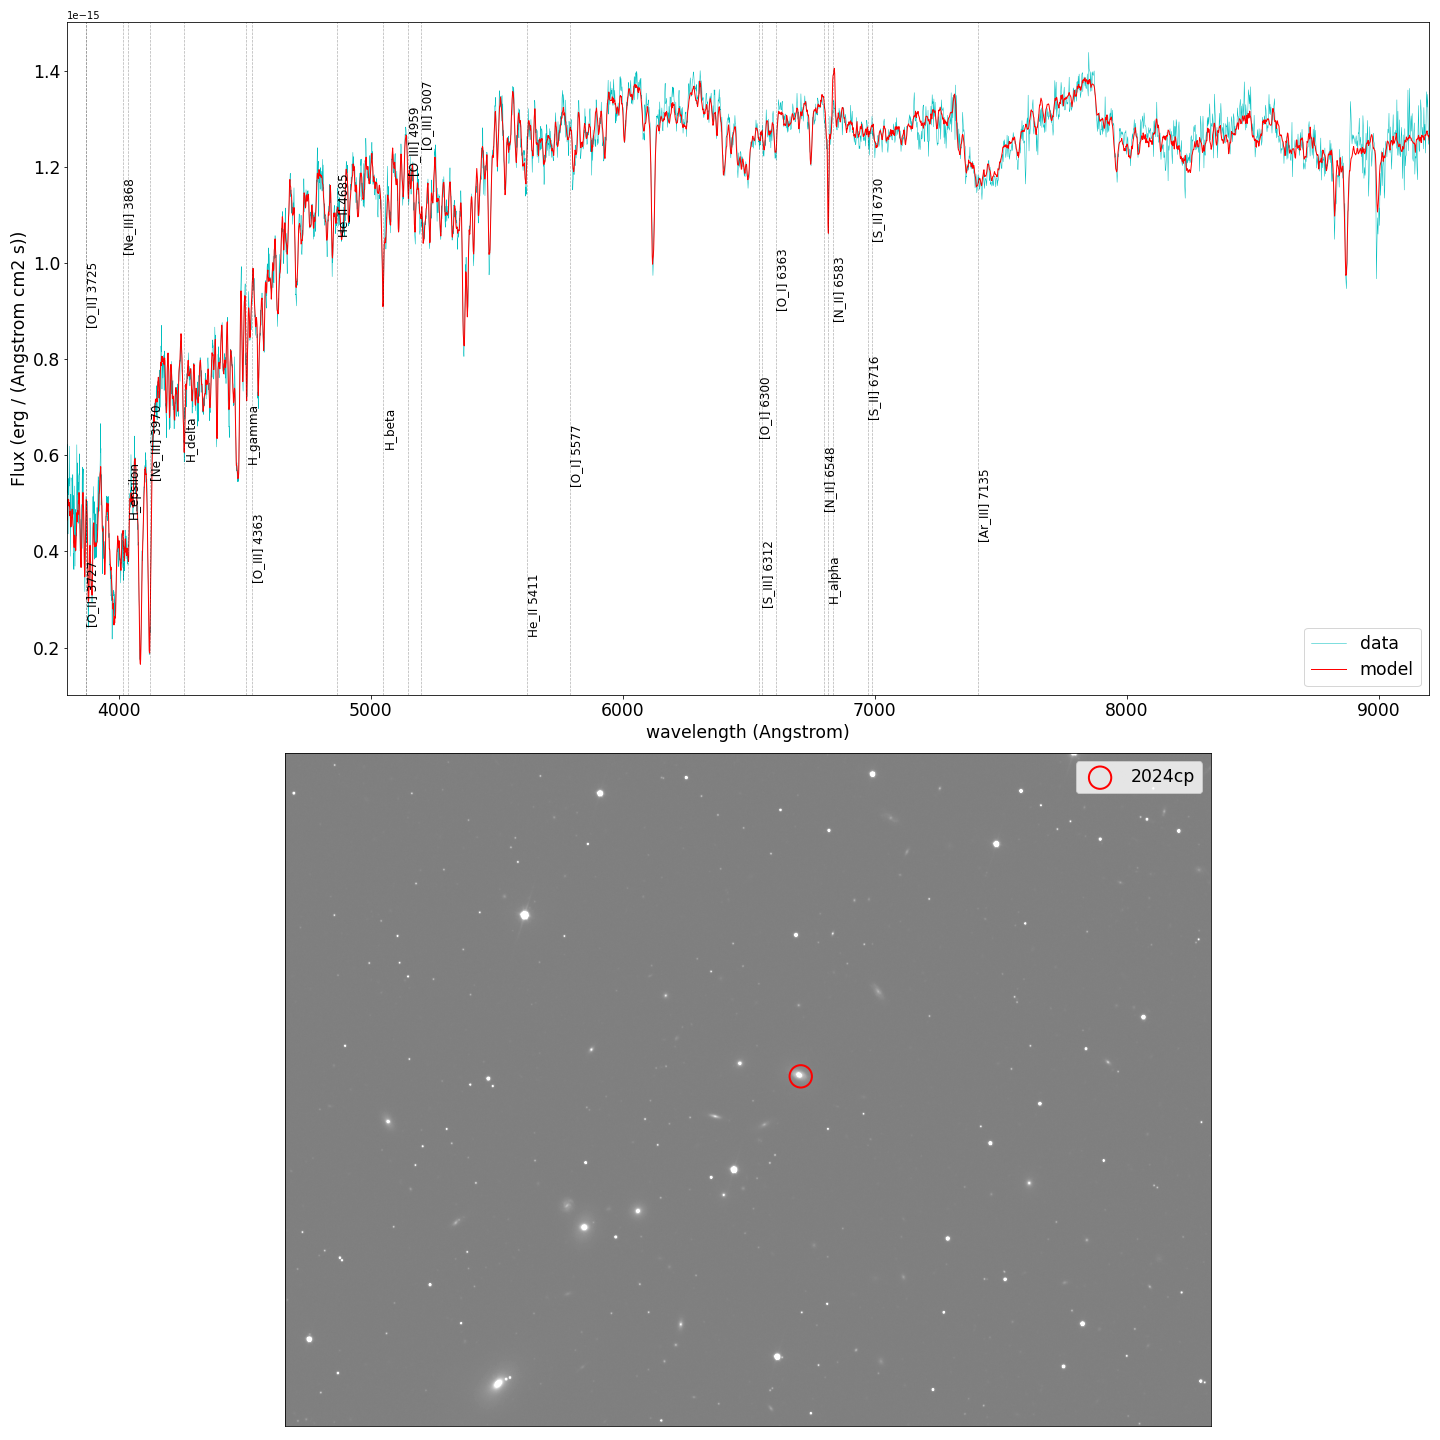 1e−15
1.4
1.2
1.0
0.8
0.6
0.4
0.2
Flux (erg / (Angstrom cm2 s))
[O_II] 3725
[O_II] 3727
[Ne_III] 3868
H_epsilon
[Ne_III] 3970
H_delta
H_gamma
[O_III] 4363
He_II 4685
H_beta
[O_III] 4959
[O_III] 5007
He_II 5411
[O_I] 5577
[O_I] 6300
[S_III] 6312
[O_I] 6363
[N_II] 6548
H_alpha
[N_II] 6583
[S_II] 6716
[S_II] 6730
[Ar_III] 7135
data
model
4000
5000
6000
7000
8000
9000
wavelength (Angstrom)
2024cp